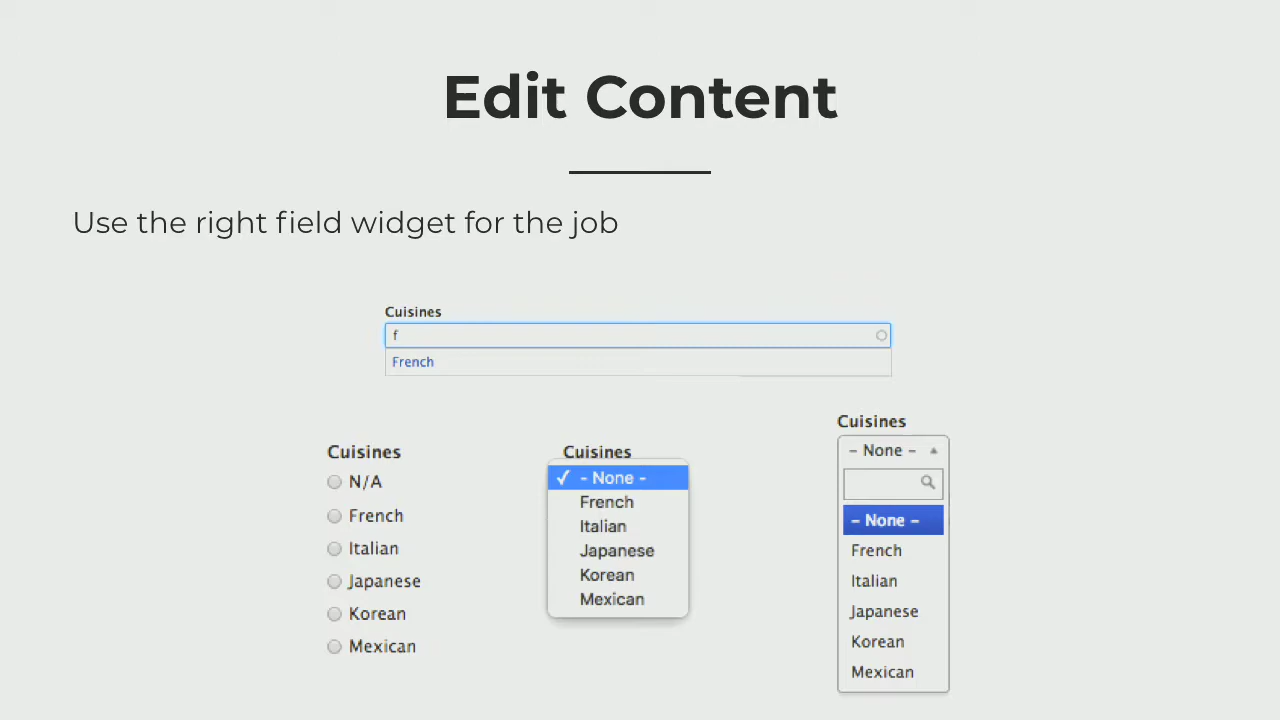 Edit Content
Use the right field widget for the job
Cuisines
f
French
Cuisines
N/A
French
Italian
Japanese
Korean
Mexican
Cuisines
✓ - None -
French
Italian
Japanese
Korean
Mexican
Cuisines
- None -
- None -
French
Italian
Japanese
Korean
Mexican